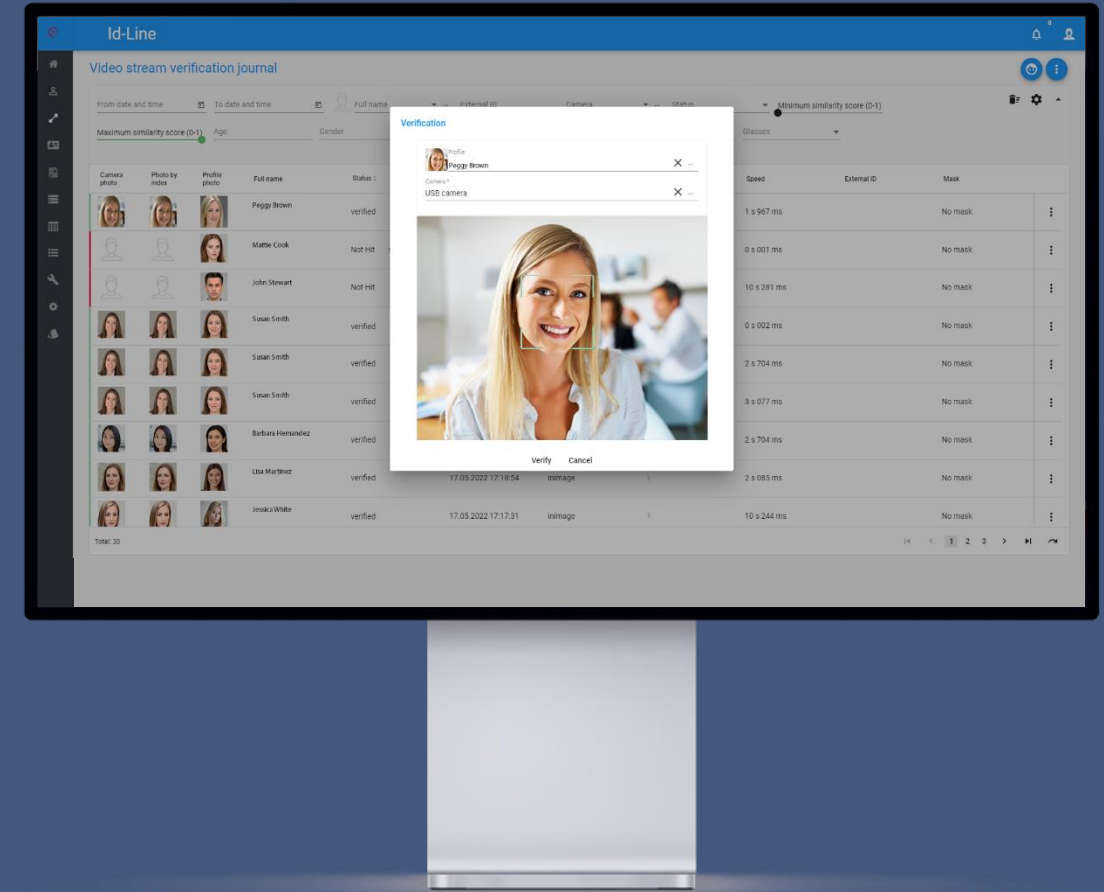 Id-Line
0
Video stream verification journal
From date and time To date and time Full name External ID Camera Status Minimum similarity score (0-1)
Maximum similarity score (0-1) Age Gender Glasses
Verification
Profile
Peggy Brown
Camera *
USB camera
Verify Cancel
Camera photo Photo by index Profile photo Full name Status Speed External ID Mask
Peggy Brown verified 1 s 967 ms No mask
Mattie Cook Not Hit 0 s 001 ms No mask
John Stewart Not Hit 10 s 281 ms No mask
Susan Smith verified 0 s 002 ms No mask
Susan Smith verified 2 s 704 ms No mask
Susan Smith verified 3 s 077 ms No mask
Barbara Hernandez verified 2 s 704 ms No mask
Lisa Martinez verified 17.05.2022 17:18:54 inimage 1 2 s 085 ms No mask
Jessica White verified 17.05.2022 17:17:31 inimage 1 10 s 244 ms No mask
Total: 30 1 2 3